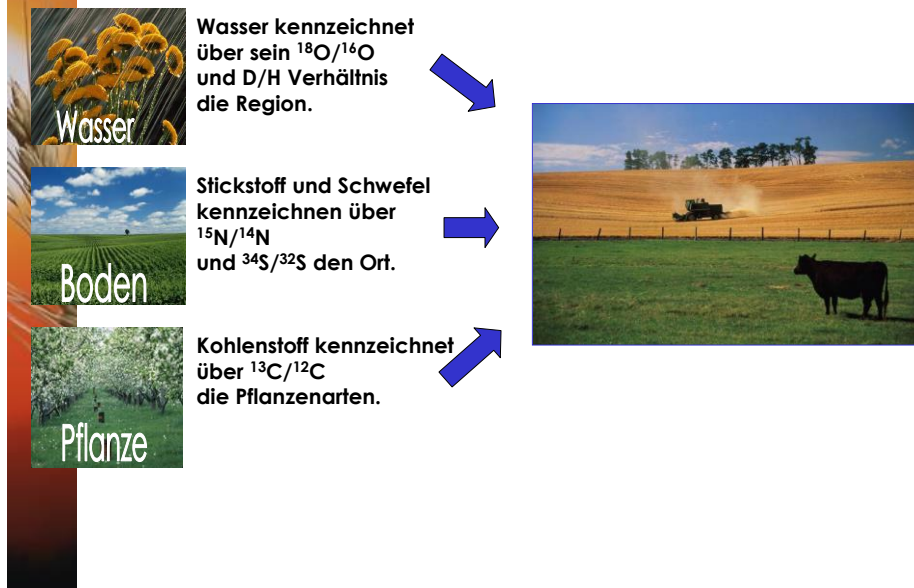 Wasser
Wasser kennzeichnet
über sein ¹⁸O/¹⁶O
und D/H Verhältnis
die Region.
Boden
Stickstoff und Schwefel
kennzeichnen über
¹⁵N/¹⁴N
und ³⁴S/³²S den Ort.
Pflanze
Kohlenstoff kennzeichnet
über ¹³C/¹²C
die Pflanzenarten.